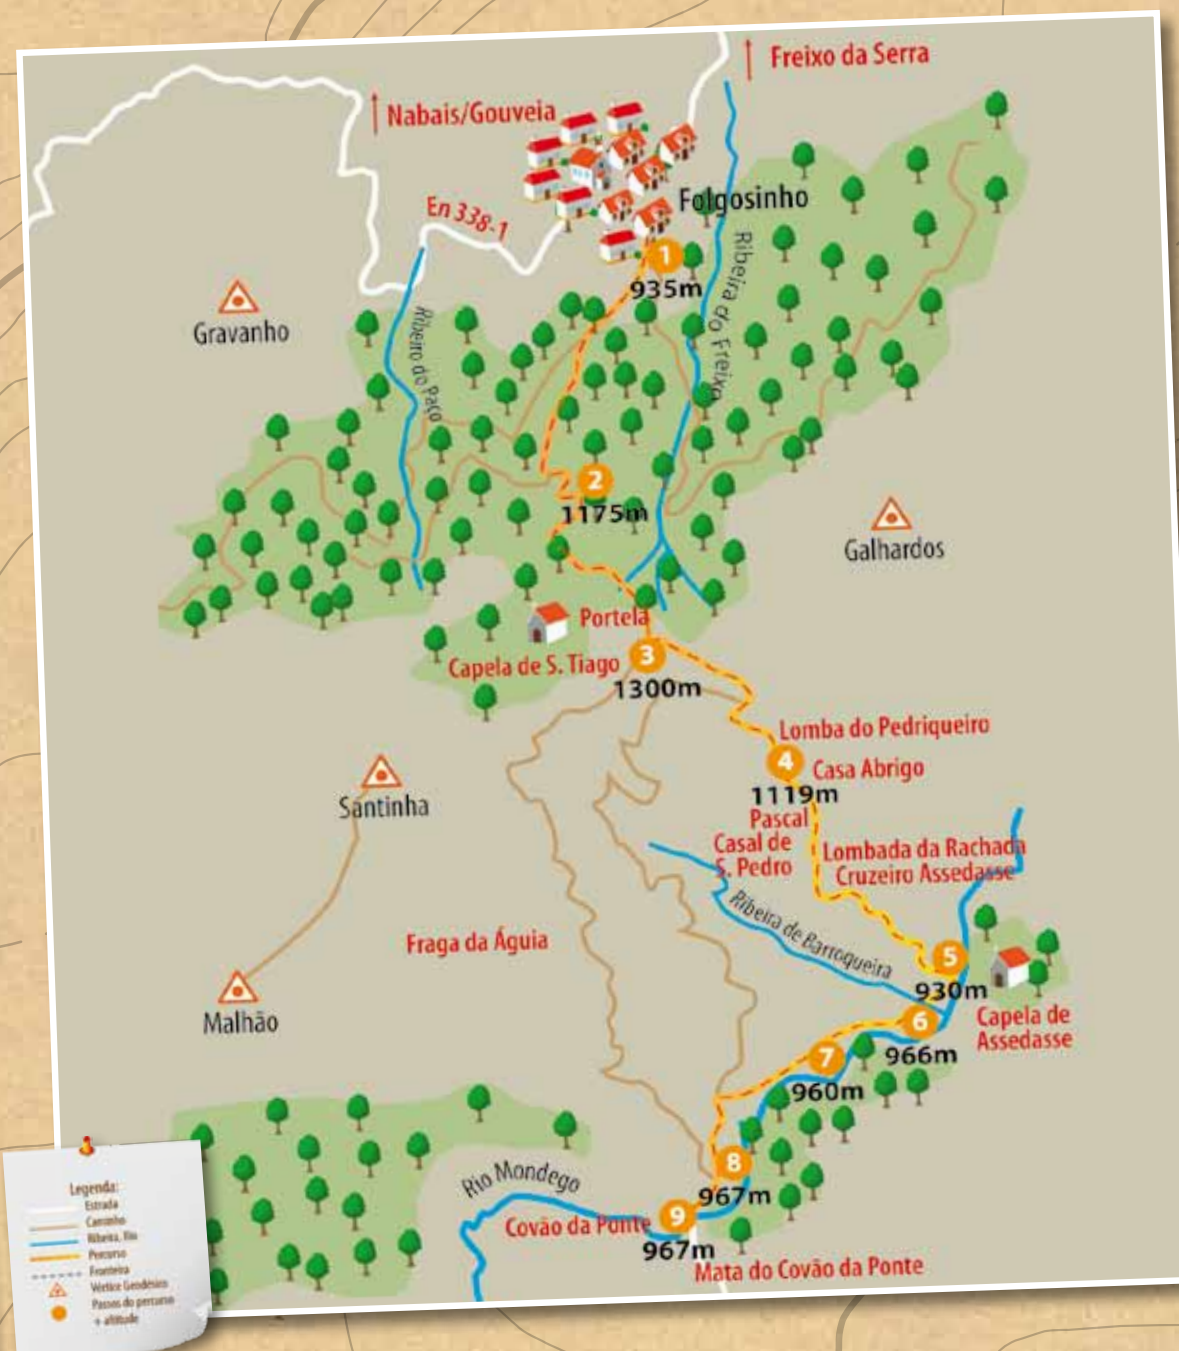 Freixo da Serra
Nabais/Gouveia
En 338-1
Folgosinho
1
935m
Ribeira do Freixo
Gravanho
Ribeiro do Paço
2
1175m
Galhardos
Portela
3
Capela de S. Tiago
1300m
Lomba do Pedriqueiro
4
Casa Abrigo
1119m
Santinha
Pascal
Casal de
S. Pedro
Lombada da Rachada
Cruzeiro Assedasse
Ribeira de Barroqueira
Fraga da Águia
5
930m
Malhão
6
966m
Capela de
Assedasse
7
960m
8
967m
Rio Mondego
Covão da Ponte
9
967m
Mata do Covão da Ponte
Legenda:
Estrada
Caminho
Ribeira, Rio
Percurso
Fronteira
Vértice Geodésico
Passos do percurso
+ altitude